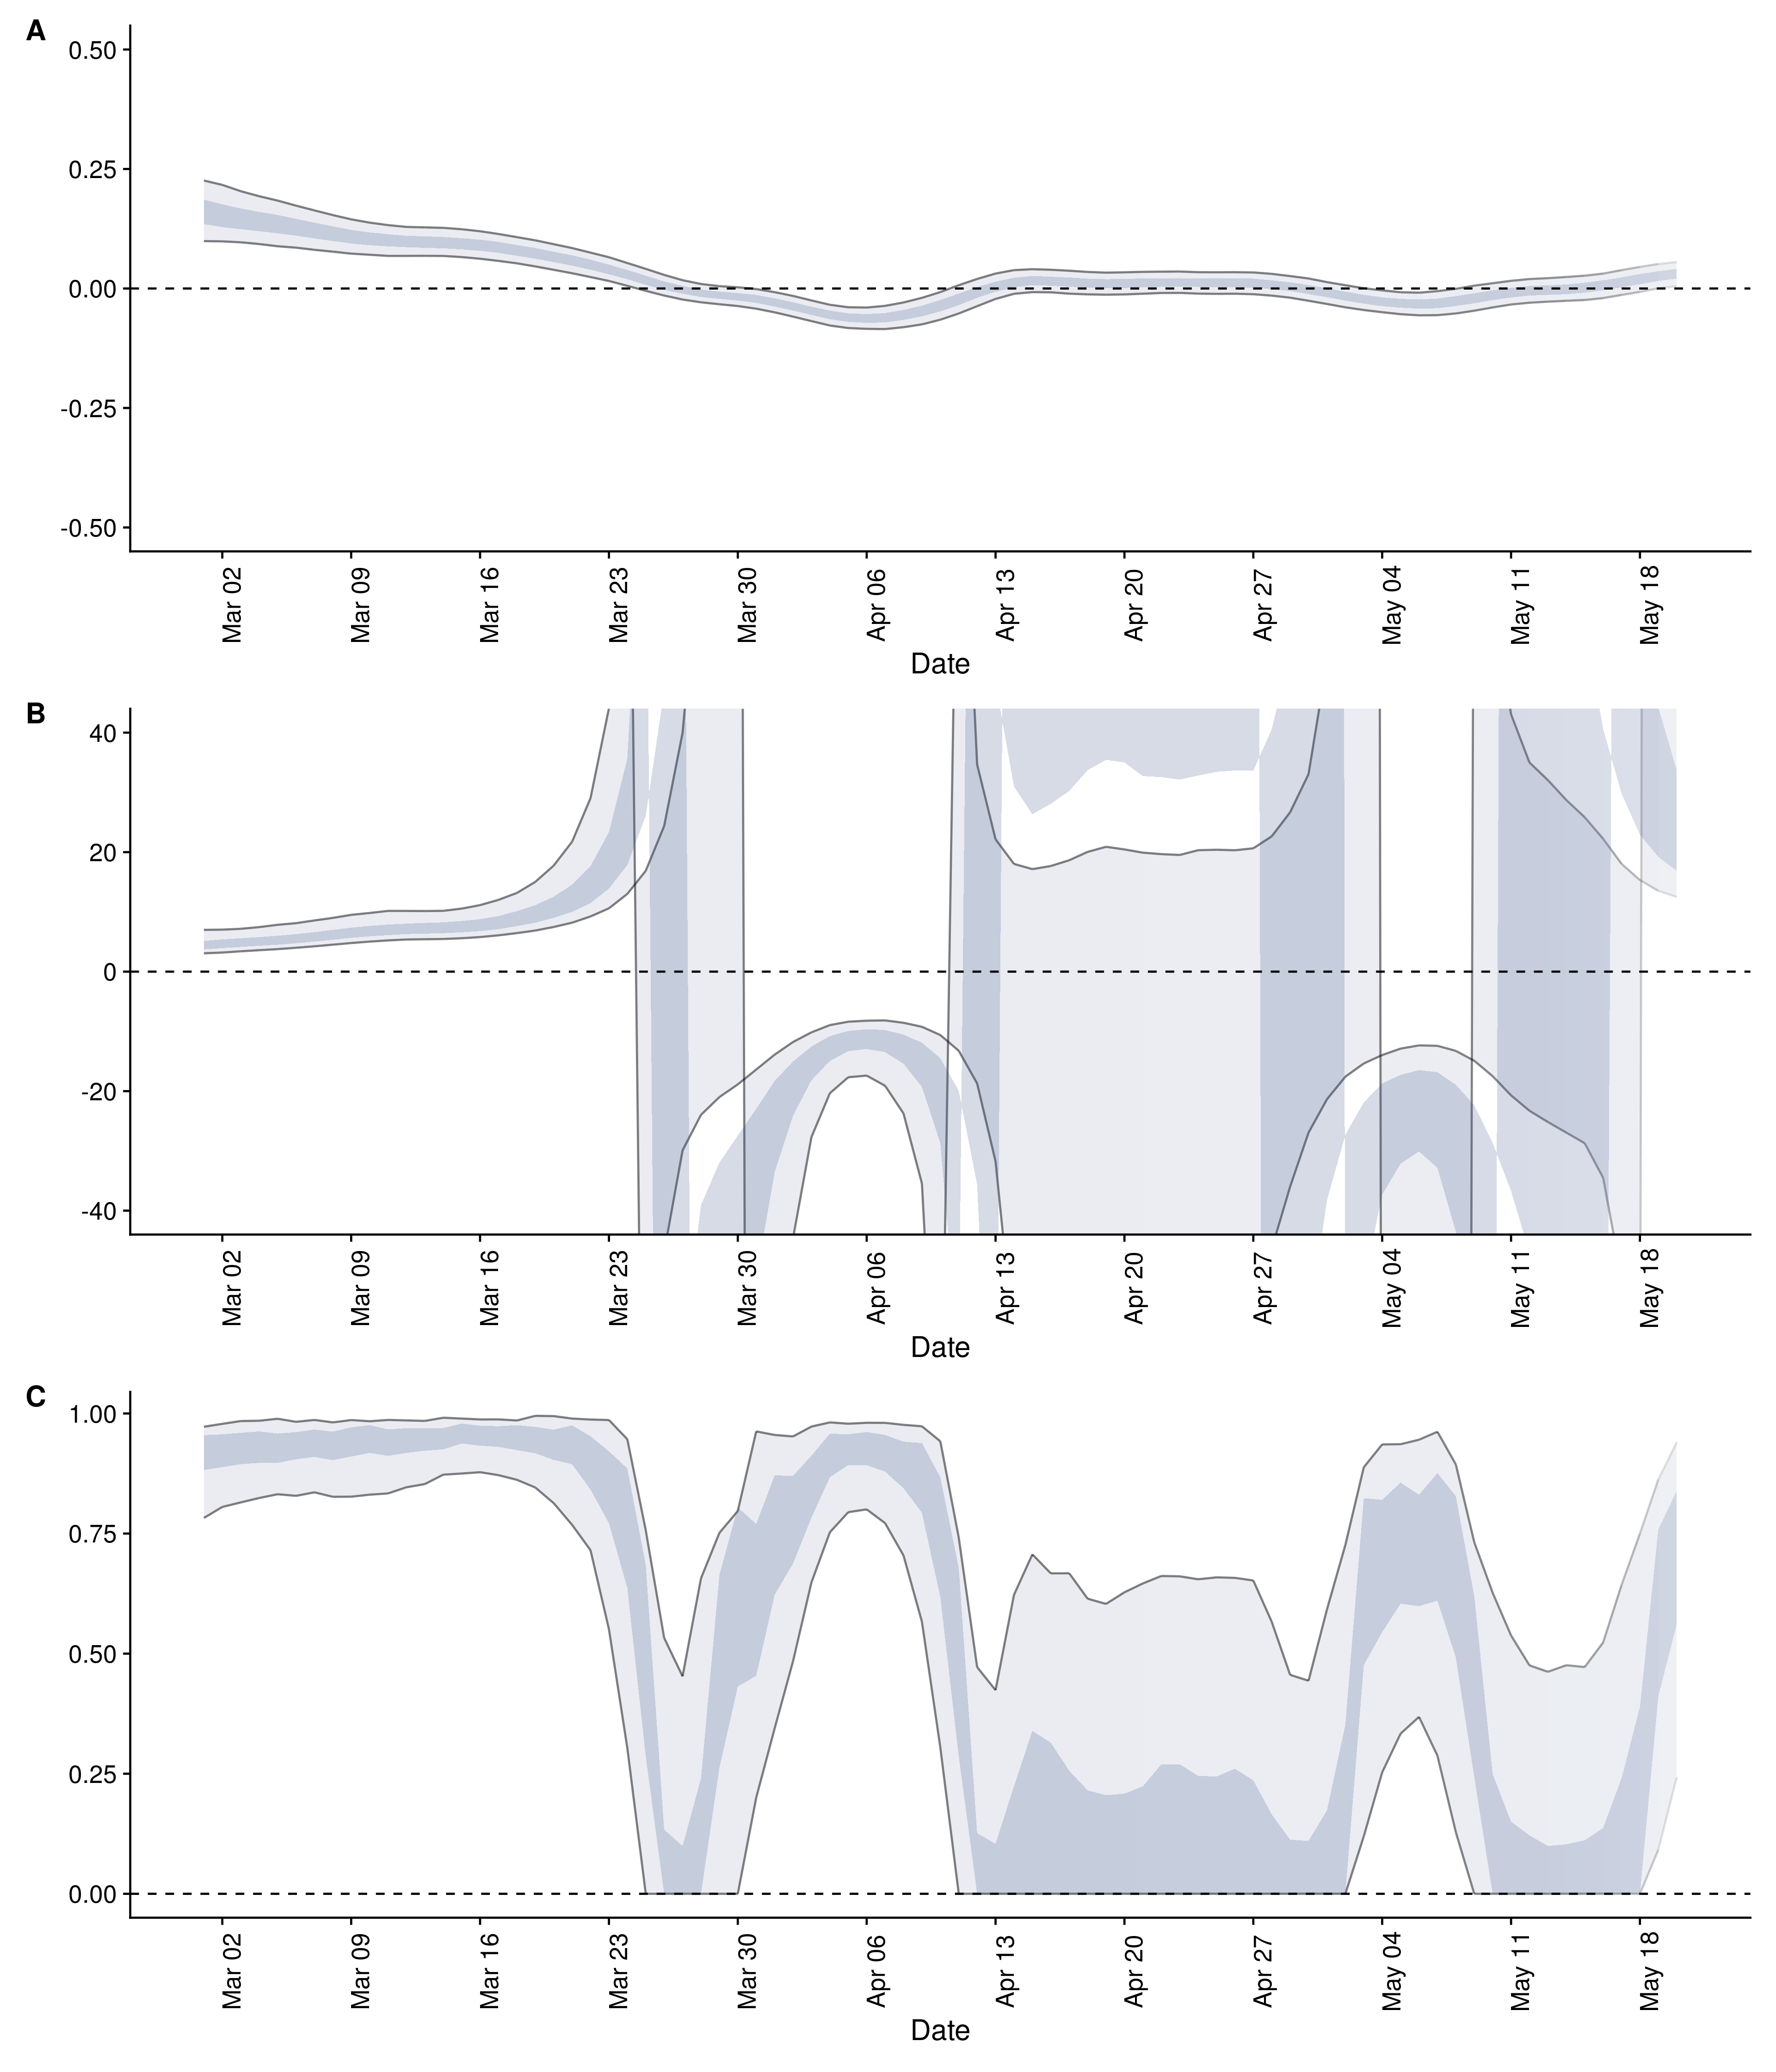 A
0.50
0.25
0.00
-0.25
-0.50
Mar 02
Mar 09
Mar 16
Mar 23
Mar 30
Apr 06
Apr 13
Apr 20
Apr 27
May 04
May 11
May 18
Date
B
40
20
0
-20
-40
Mar 02
Mar 09
Mar 16
Mar 23
Mar 30
Apr 06
Apr 13
Apr 20
Apr 27
May 04
May 11
May 18
Date
C
1.00
0.75
0.50
0.25
0.00
Mar 02
Mar 09
Mar 16
Mar 23
Mar 30
Apr 06
Apr 13
Apr 20
Apr 27
May 04
May 11
May 18
Date